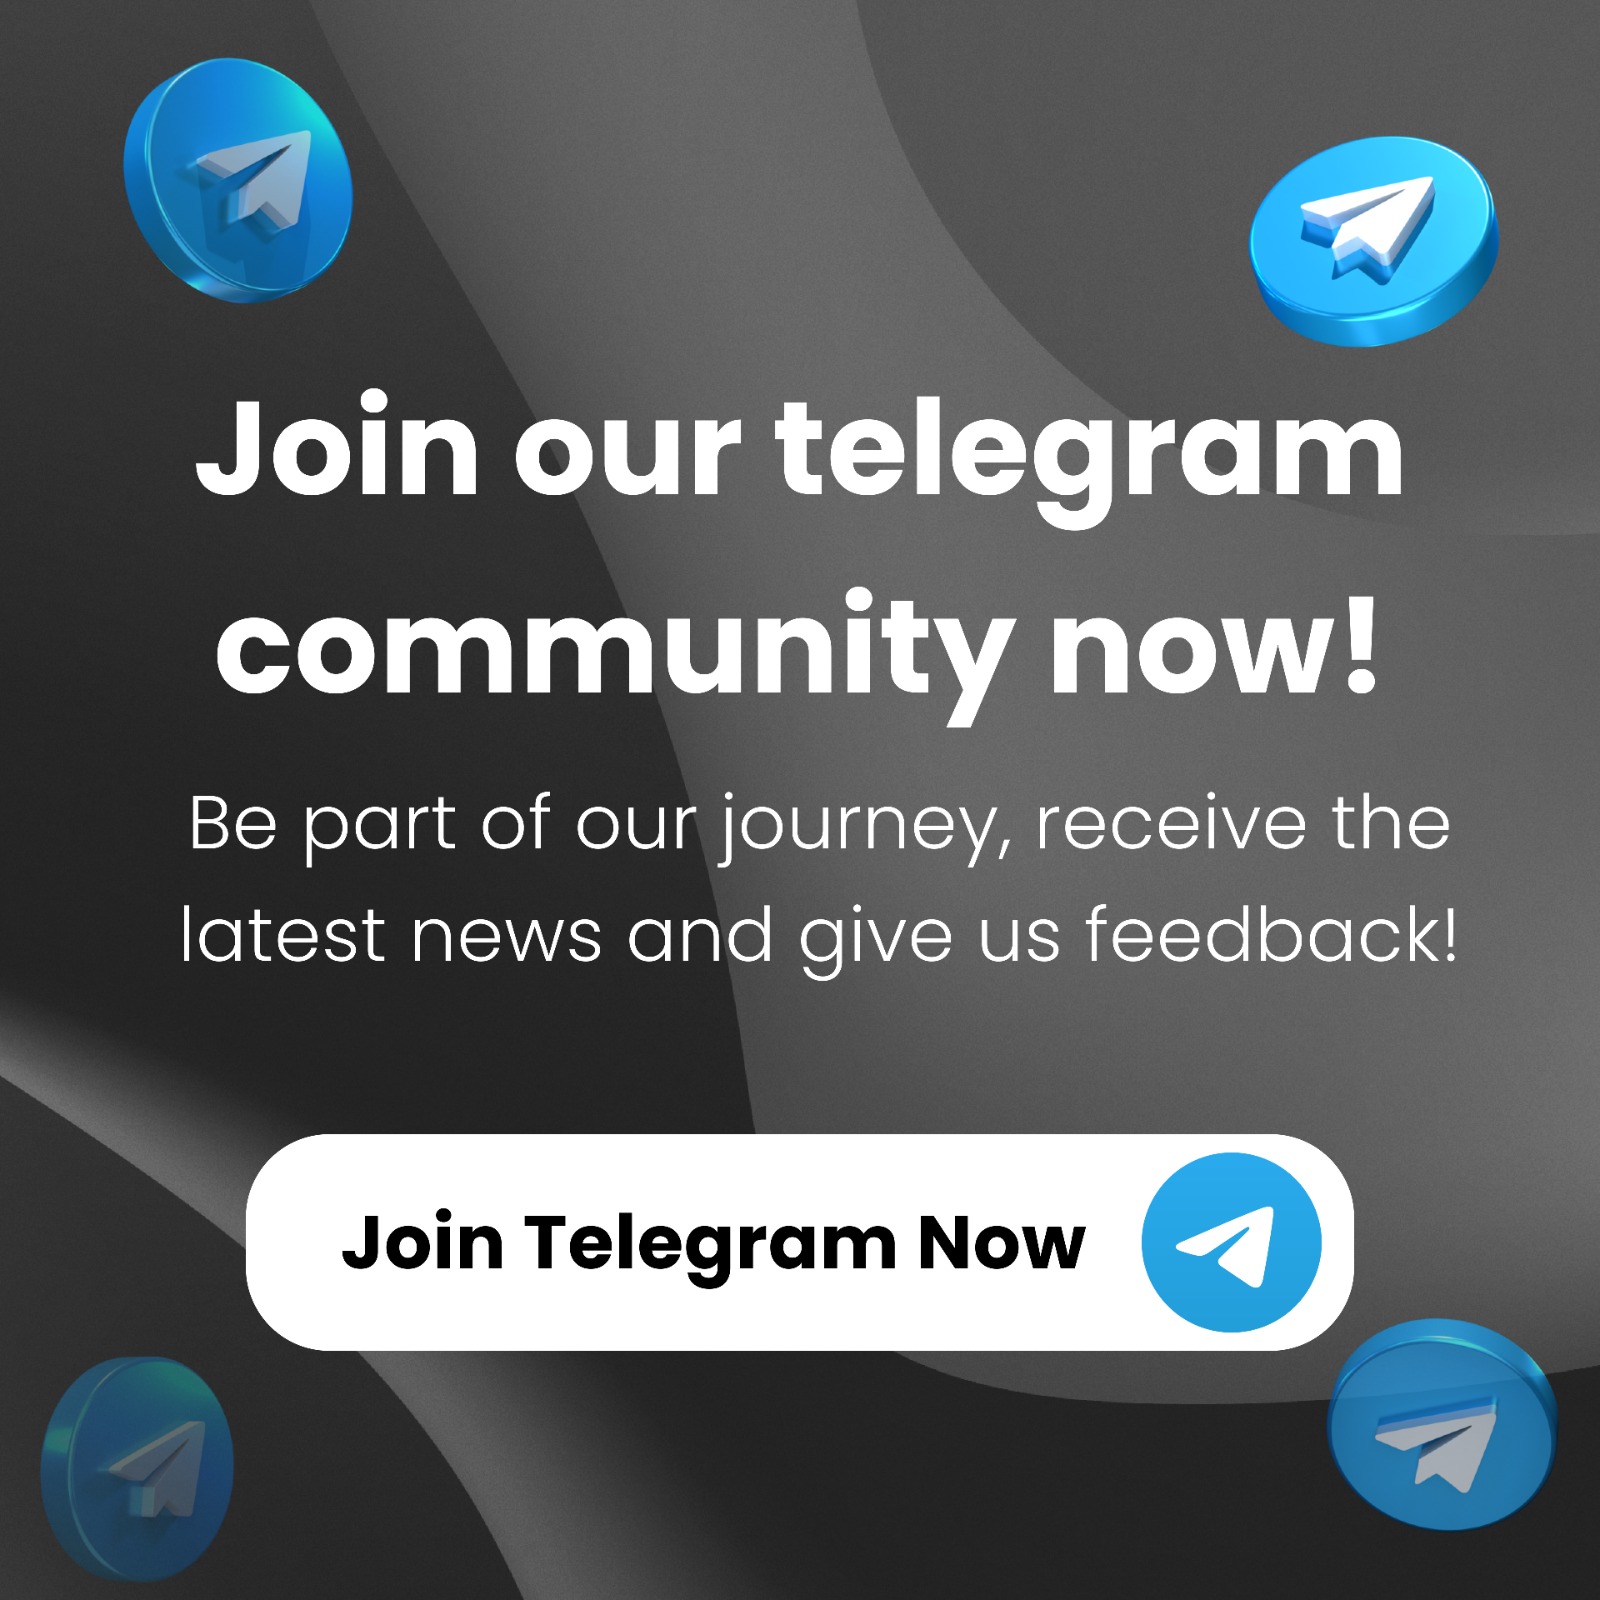 Join our telegram
community now!
Be part of our journey, receive the
latest news and give us feedback!
Join Telegram Now